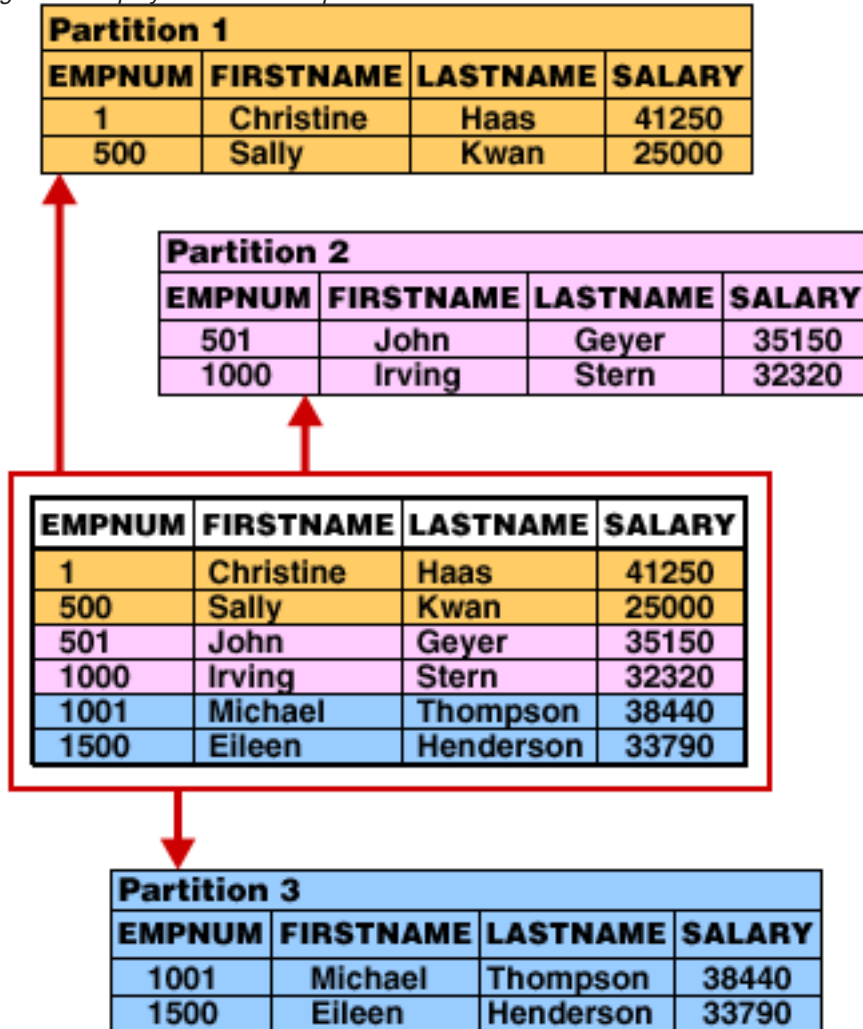 Partition 1
EMPNUM FIRSTNAME LASTNAME SALARY
1 Christine Haas 41250
500 Sally Kwan 25000
Partition 2
EMPNUM FIRSTNAME LASTNAME SALARY
501 John Geyer 35150
1000 Irving Stern 32320
EMPNUM FIRSTNAME LASTNAME SALARY
1 Christine Haas 41250
500 Sally Kwan 25000
501 John Geyer 35150
1000 Irving Stern 32320
1001 Michael Thompson 38440
1500 Eileen Henderson 33790
Partition 3
EMPNUM FIRSTNAME LASTNAME SALARY
1001 Michael Thompson 38440
1500 Eileen Henderson 33790